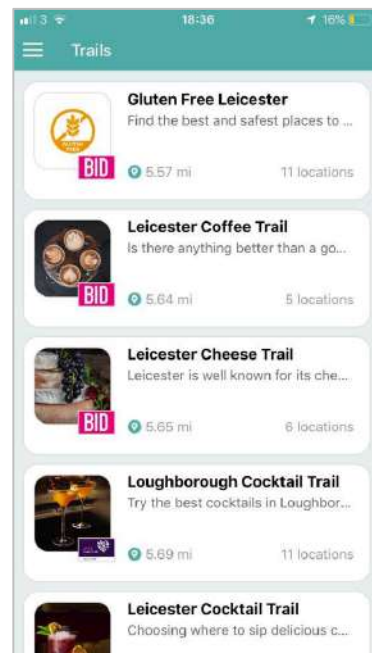 3 18:36 16%
Trails
Gluten Free Leicester
Find the best and safest places to ...
GLUTEN
FREE
BID
5.57 mi 11 locations
Leicester Coffee Trail
Is there anything better than a go...
BID
5.64 mi 5 locations
Leicester Cheese Trail
Leicester is well known for its che...
BID
5.65 mi 6 locations
Loughborough Cocktail Trail
Try the best cocktails in Loughbor...
5.69 mi 11 locations
Leicester Cocktail Trail
Choosing where to sip delicious c...